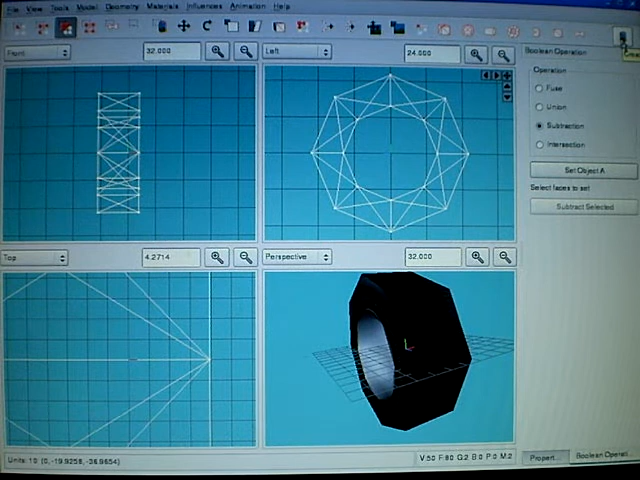 File View Tools Model Geometry Materials Influences Animation Help
Front 32.000 Left 24.000 Boolean Operation
Operation
Fuse
Union
Subtraction
Intersection
Set Object A
Select faces to set
Subtract Selected
Top 4.2714 Perspective 32.000
Units: 10 (0, -19.9256, -36.9654) V:50 F:80 G:2 B:0 P:0 M:2 Propert... Boolean Operati...